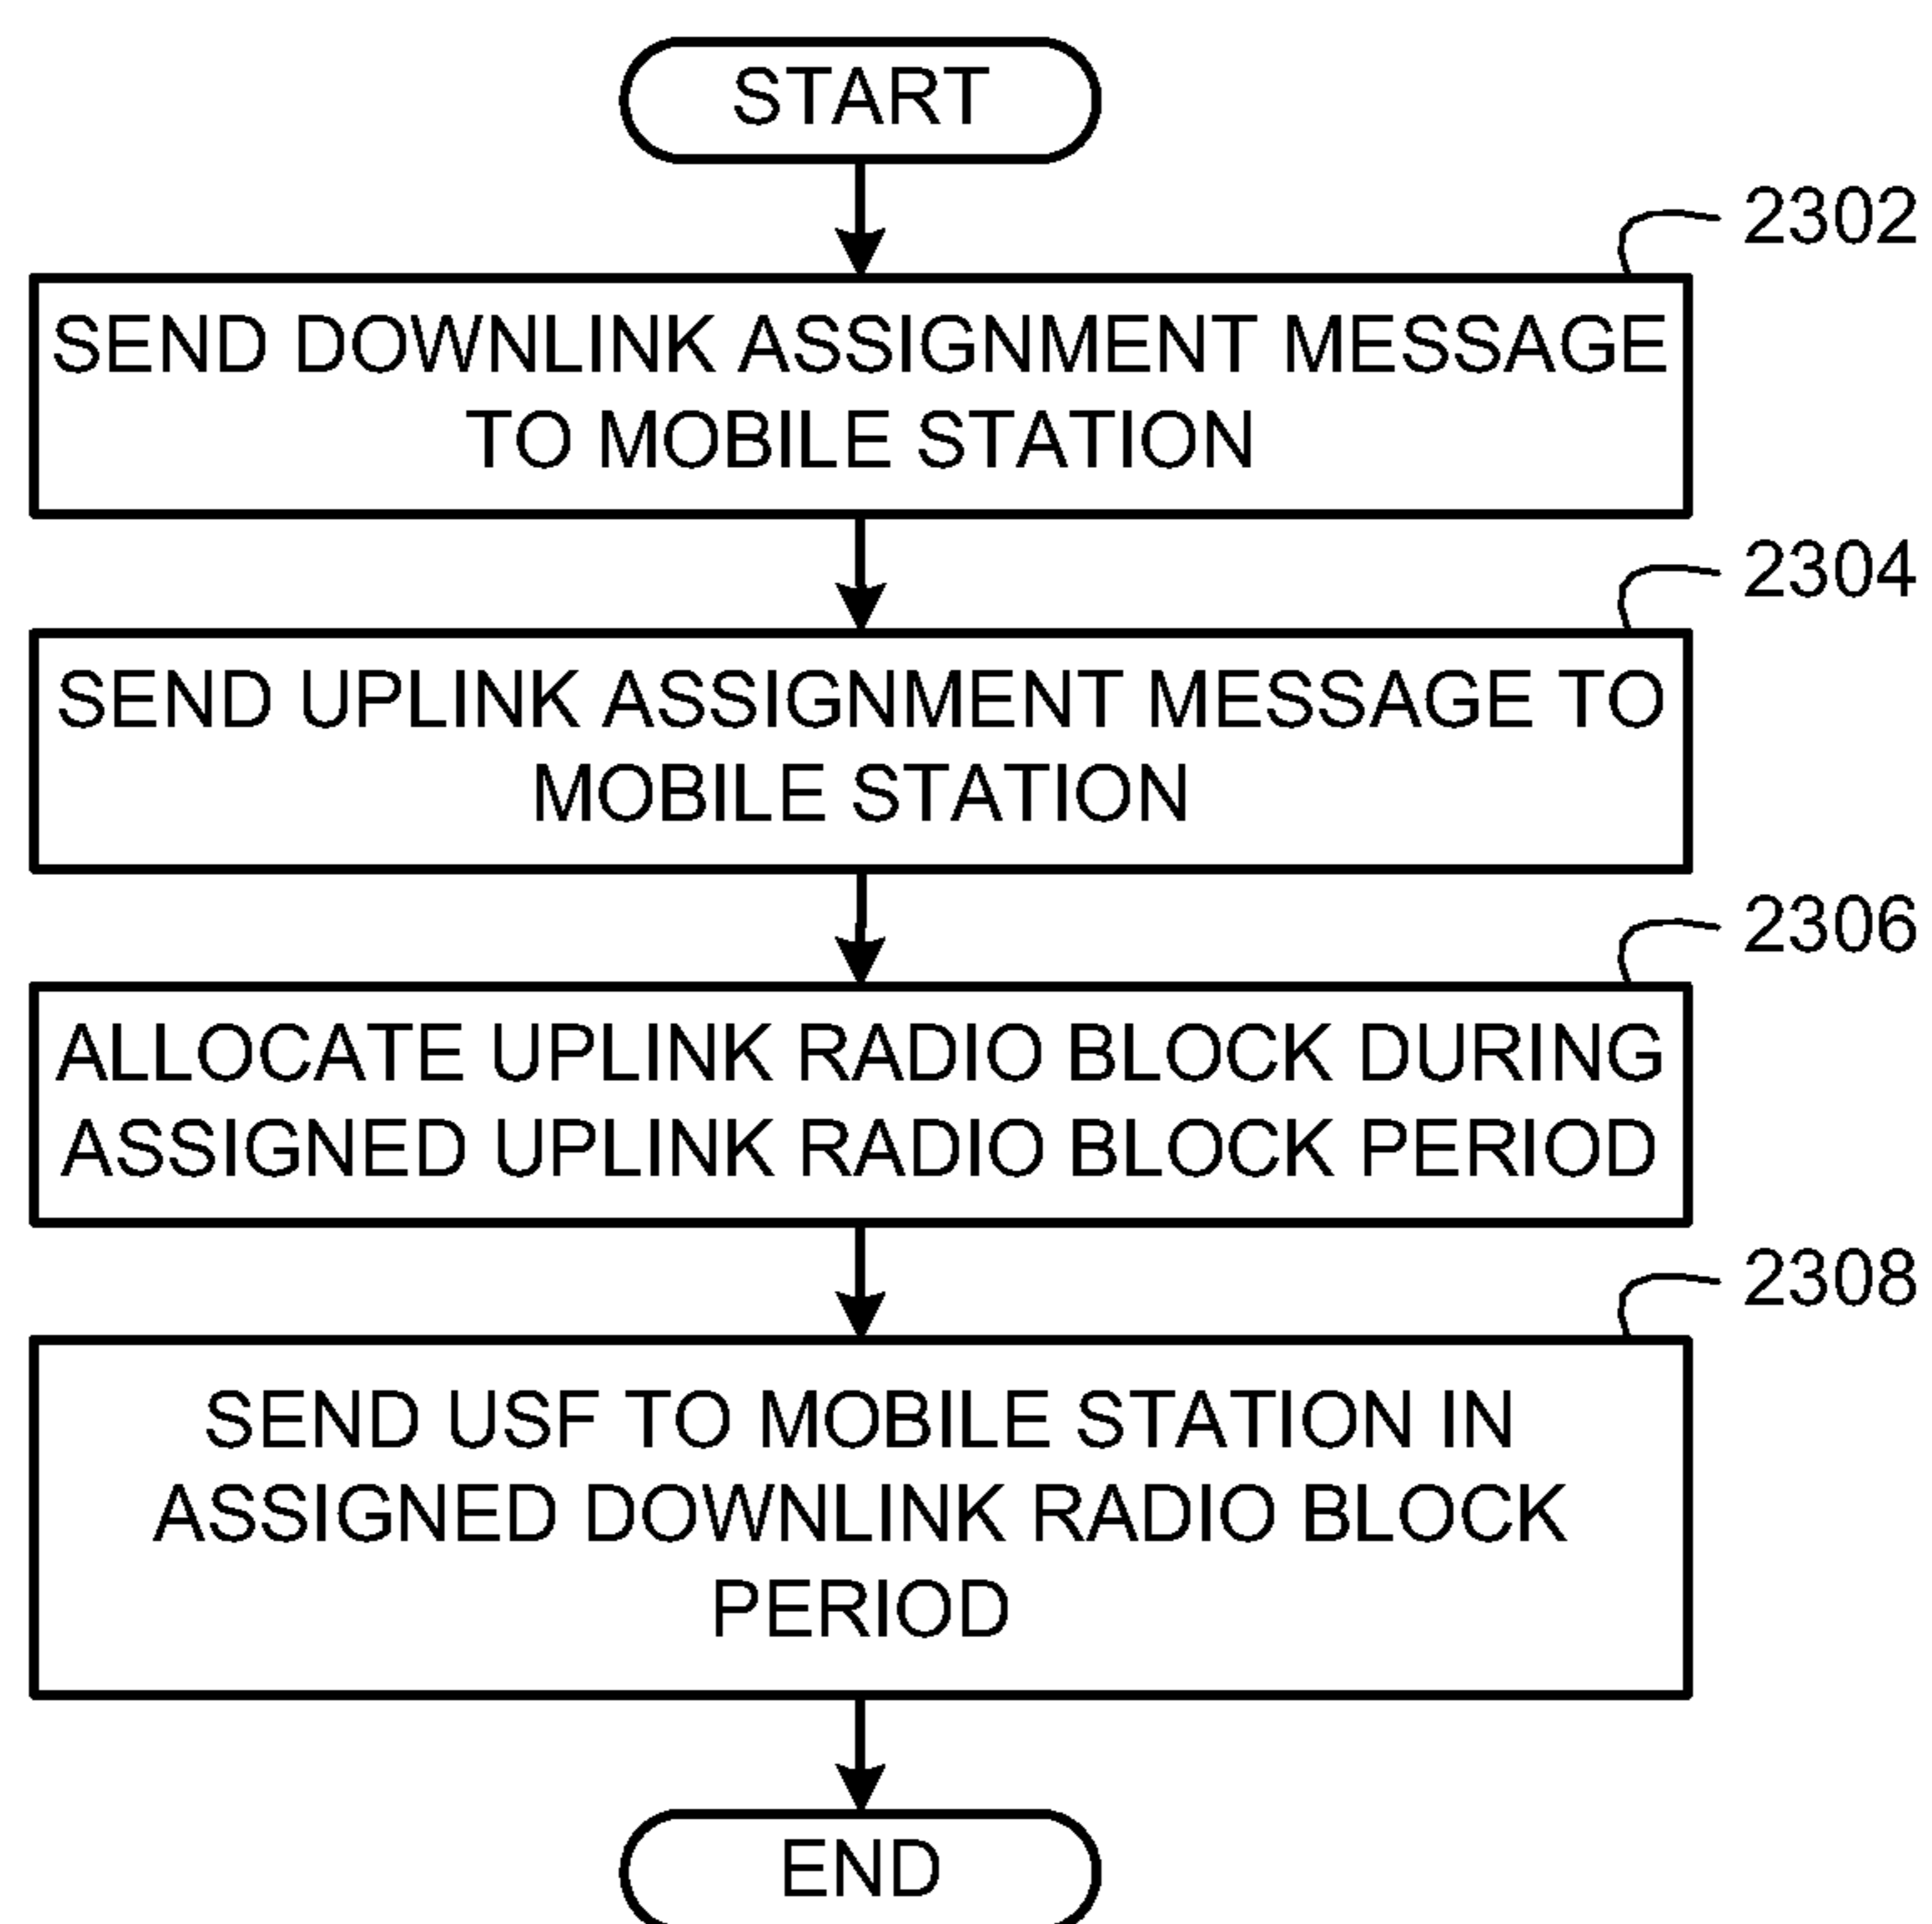 START
2302
SEND DOWNLINK ASSIGNMENT MESSAGE
TO MOBILE STATION
2304
SEND UPLINK ASSIGNMENT MESSAGE TO
MOBILE STATION
2306
ALLOCATE UPLINK RADIO BLOCK DURING
ASSIGNED UPLINK RADIO BLOCK PERIOD
2308
SEND USF TO MOBILE STATION IN
ASSIGNED DOWNLINK RADIO BLOCK
PERIOD
END